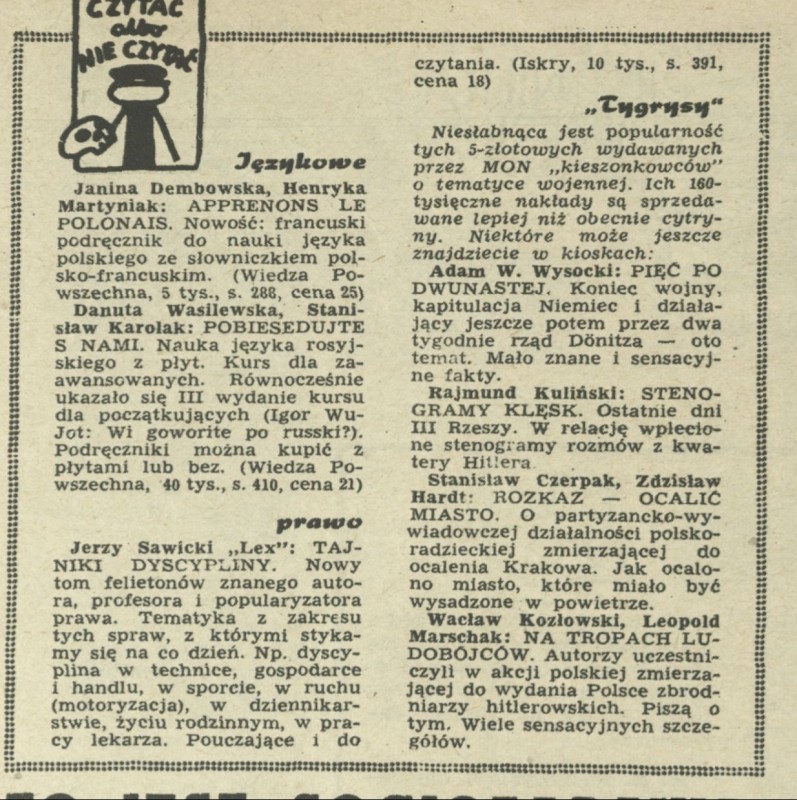 CZYTAĆ
albo
NIE CZYTAĆ
Językowe
Janina Dembowska, Henryka
Martyniak: APPRENONS LE
POLONAIS. Nowość: francuski
podręcznik do nauki języka
polskiego ze słowniczkiem pol-
sko-francuskim. (Wiedza Po-
wszechna, 5 tys., s. 288, cena 25)
Danuta Wasilewska, Stani-
sław Karolak: POBIESEDUJTE
S NAMI. Nauka języka rosyj-
skiego z płyt. Kurs dla za-
awansowanych. Równocześnie
ukazało się III wydanie kursu
dla początkujących (Igor Wu-
Jot: Wi goworite po russki?).
Podręczniki można kupić z
płytami lub bez. (Wiedza Po-
wszechna, 40 tys., s. 410, cena 21)
prawo
Jerzy Sawicki „Lex”: TAJ-
NIKI DYSCYPLINY. Nowy
tom felietonów znanego auto-
ra, profesora i popularyzatora
prawa. Tematyka z zakresu
tych spraw, z którymi styka-
my się na co dzień. Np. dyscy-
plina w technice, gospodarce
i handlu, w sporcie, w ruchu
(motoryzacja), w dziennikar-
stwie, życiu rodzinnym, w pra-
cy lekarza. Pouczające i do
czytania. (Iskry, 10 tys., s. 391,
cena 18)
„Tygrysy”
Niesłabnąca jest popularność
tych 5-złotowych wydawanych
przez MON „kieszonkowców”
o tematyce wojennej. Ich 160-
tysięczne nakłady są sprzeda-
wane lepiej niż obecnie cytry-
ny. Niektóre może jeszcze
znajdziecie w kioskach:
Adam W. Wysocki: PIĘĆ PO
DWUNASTEJ. Koniec wojny,
kapitulacja Niemiec i działa-
jący jeszcze potem przez dwa
tygodnie rząd Dönitza — oto
temat. Mało znane i sensacyj-
ne fakty.
Rajmund Kuliński: STENO-
GRAMY KLĘSK. Ostatnie dni
III Rzeszy. W relację wplecio-
ne stenogramy rozmów z kwa-
tery Hitlera
Stanisław Czerpak, Zdzisław
Hardt: ROZKAZ — OCALIĆ
MIASTO. O partyzancko-wy-
wiadowczej działalności polsko-
radzieckiej zmierzającej do
ocalenia Krakowa. Jak ocalo-
no miasto, które miało być
wysadzone w powietrze.
Wacław Kozłowski, Leopold
Marschak: NA TROPACH LU-
DOBÓJCÓW. Autorzy uczestni-
czyli w akcji polskiej zmierza-
jącej do wydania Polsce zbrod-
niarzy hitlerowskich. Piszą o
tym. Wiele sensacyjnych szcze-
gółów.